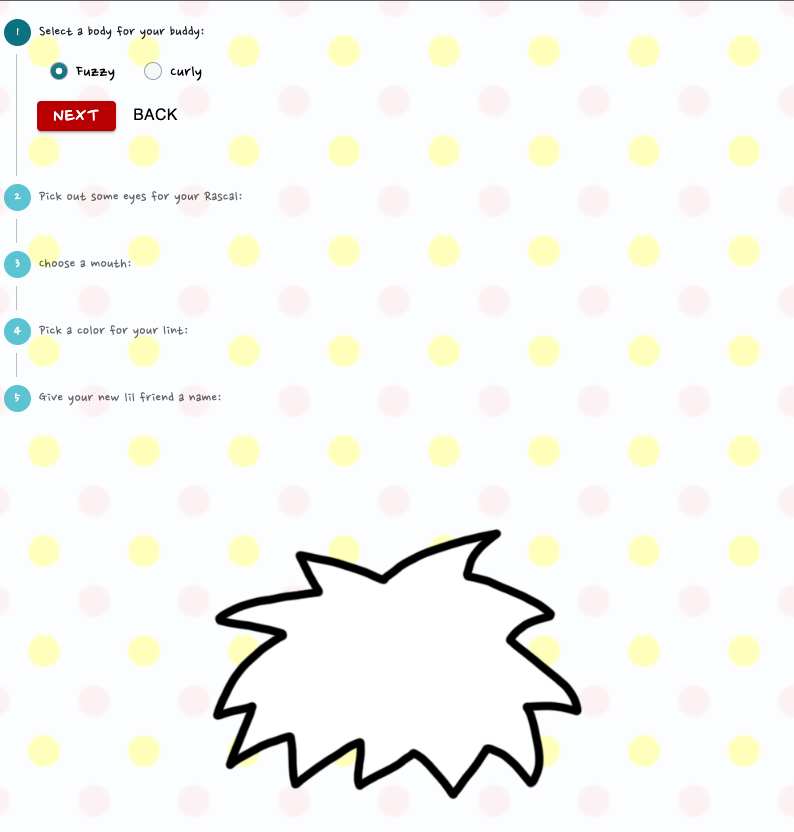 1 Select a body for your buddy:
Fuzzy curly
NEXT BACK
2 Pick out some eyes for your Rascal:
3 choose a mouth:
4 Pick a color for your lint:
5 Give your new lil friend a name: